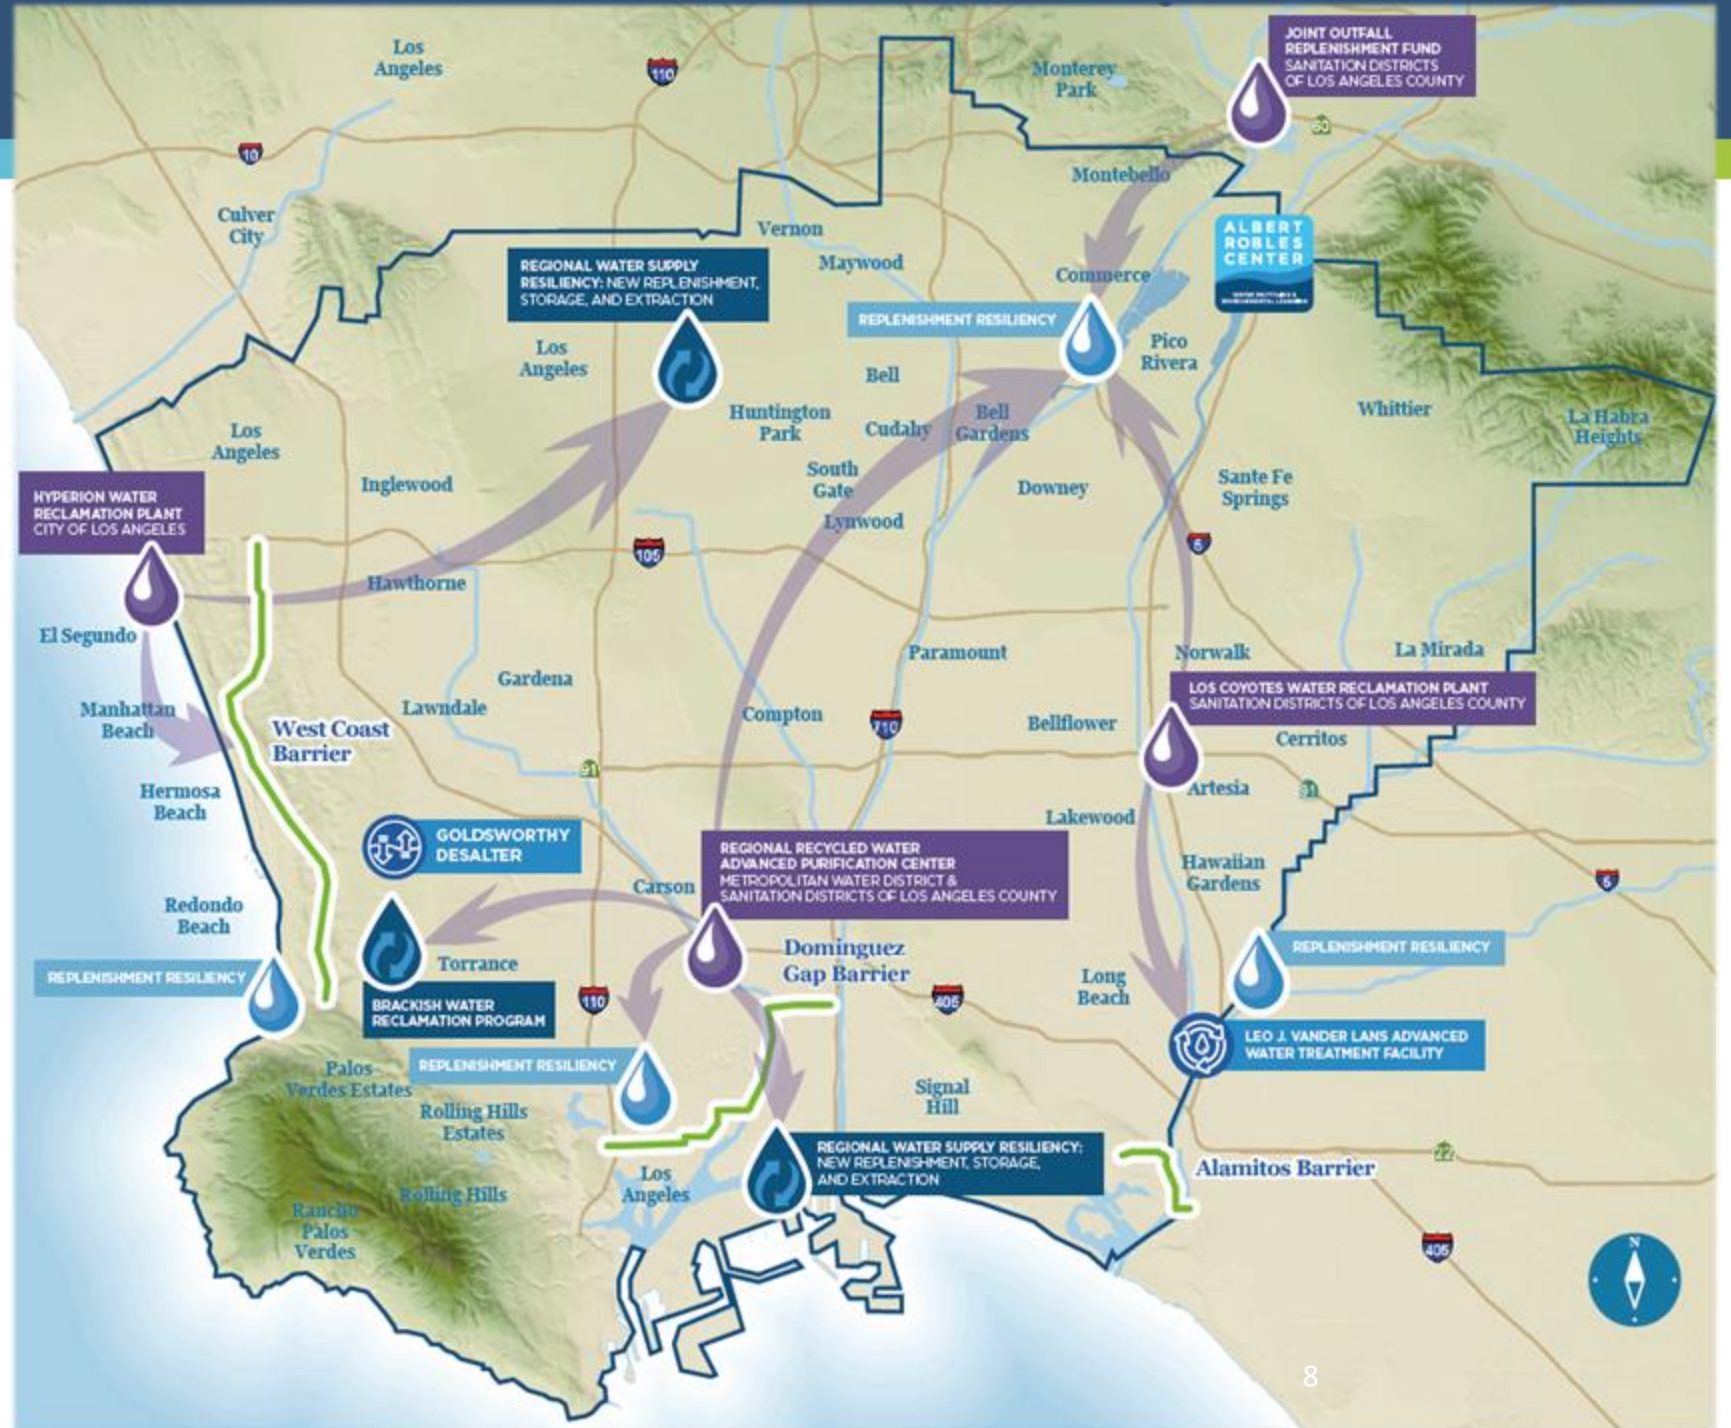 JOINT OUTFALL
REPLENISHMENT FUND
SANITATION DISTRICTS
OF LOS ANGELES COUNTY
Los
Angeles
110
Monterey
Park
60
10
Montebello
Culver
City
Vernon
ALBERT
ROBLES
CENTER
REGIONAL WATER SUPPLY
RESILIENCY: NEW REPLENISHMENT,
STORAGE, AND EXTRACTION
Maywood
Commerce
REPLENISHMENT RESILIENCY
Los
Angeles
Pico
Rivera
Bell
Huntington
Park
Cudahy
Bell
Gardens
Whittier
La Habra
Heights
Los
Angeles
Inglewood
South
Gate
Downey
Sante Fe
Springs
HYPERION WATER
RECLAMATION PLANT
CITY OF LOS ANGELES
Lynwood
105
5
Hawthorne
El Segundo
Paramount
Norwalk
La Mirada
Gardena
LOS COYOTES WATER RECLAMATION PLANT
SANITATION DISTRICTS OF LOS ANGELES COUNTY
Manhattan
Beach
Lawndale
Compton
710
Bellflower
Cerritos
West Coast
Barrier
91
Artesia
91
Hermosa
Beach
Lakewood
GOLDSWORTHY
DESALTER
REGIONAL RECYCLED WATER
ADVANCED PURIFICATION CENTER
METROPOLITAN WATER DISTRICT &
SANITATION DISTRICTS OF LOS ANGELES COUNTY
Hawaiian
Gardens
5
Carson
Redondo
Beach
Dominguez
Gap Barrier
REPLENISHMENT RESILIENCY
Torrance
REPLENISHMENT RESILIENCY
Long
Beach
BRACKISH WATER
RECLAMATION PROGRAM
110
405
LEO J. VANDER LANS ADVANCED
WATER TREATMENT FACILITY
Palos
Verdes Estates
REPLENISHMENT RESILIENCY
Signal
Hill
Rolling Hills
Estates
REGIONAL WATER SUPPLY RESILIENCY:
NEW REPLENISHMENT, STORAGE,
AND EXTRACTION
22
Alamitos Barrier
Los
Angeles
Rolling Hills
Rancho
Palos
Verdes
405
N
8